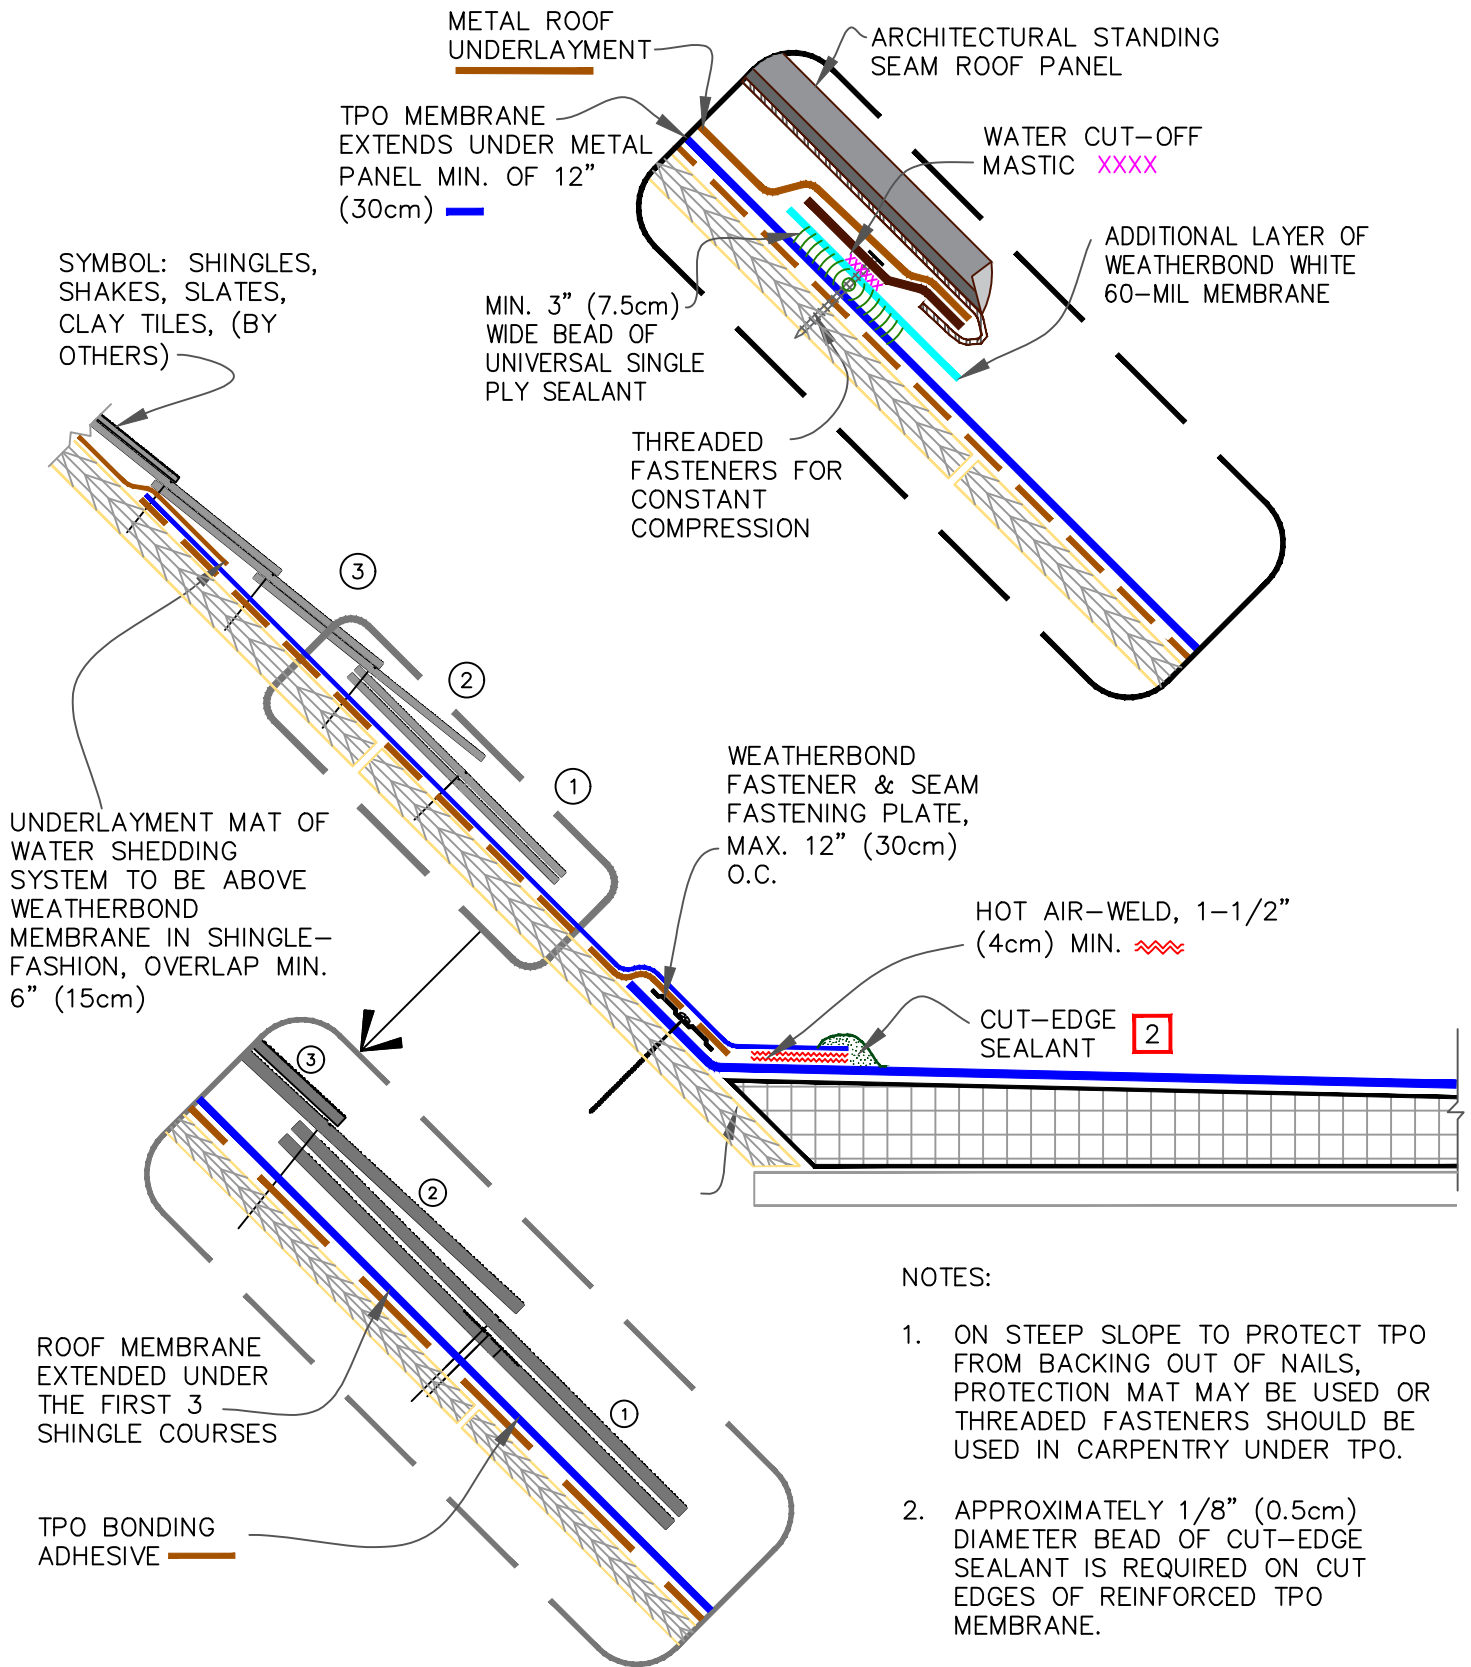 METAL ROOF
UNDERLAYMENT
ARCHITECTURAL STANDING
SEAM ROOF PANEL
TPO MEMBRANE
EXTENDS UNDER METAL
PANEL MIN. OF 12"
(30cm)
WATER CUT-OFF
MASTIC XXXX
ADDITIONAL LAYER OF
WEATHERBOND WHITE
60-MIL MEMBRANE
SYMBOL: SHINGLES,
SHAKES, SLATES,
CLAY TILES, (BY
OTHERS)
MIN. 3" (7.5cm)
WIDE BEAD OF
UNIVERSAL SINGLE
PLY SEALANT
XXXXX
THREADED
FASTENERS FOR
CONSTANT
COMPRESSION
3
2
1
UNDERLAYMENT MAT OF
WATER SHEDDING
SYSTEM TO BE ABOVE
WEATHERBOND
MEMBRANE IN SHINGLE-
FASHION, OVERLAP MIN.
6" (15cm)
WEATHERBOND
FASTENER & SEAM
FASTENING PLATE,
MAX. 12" (30cm)
O.C.
HOT AIR-WELD, 1-1/2"
(4cm) MIN.
CUT-EDGE
SEALANT
2
3
2
1
ROOF MEMBRANE
EXTENDED UNDER
THE FIRST 3
SHINGLE COURSES
TPO BONDING
ADHESIVE
NOTES:
1. ON STEEP SLOPE TO PROTECT TPO
FROM BACKING OUT OF NAILS,
PROTECTION MAT MAY BE USED OR
THREADED FASTENERS SHOULD BE
USED IN CARPENTRY UNDER TPO.
2. APPROXIMATELY 1/8" (0.5cm)
DIAMETER BEAD OF CUT-EDGE
SEALANT IS REQUIRED ON CUT
EDGES OF REINFORCED TPO
MEMBRANE.